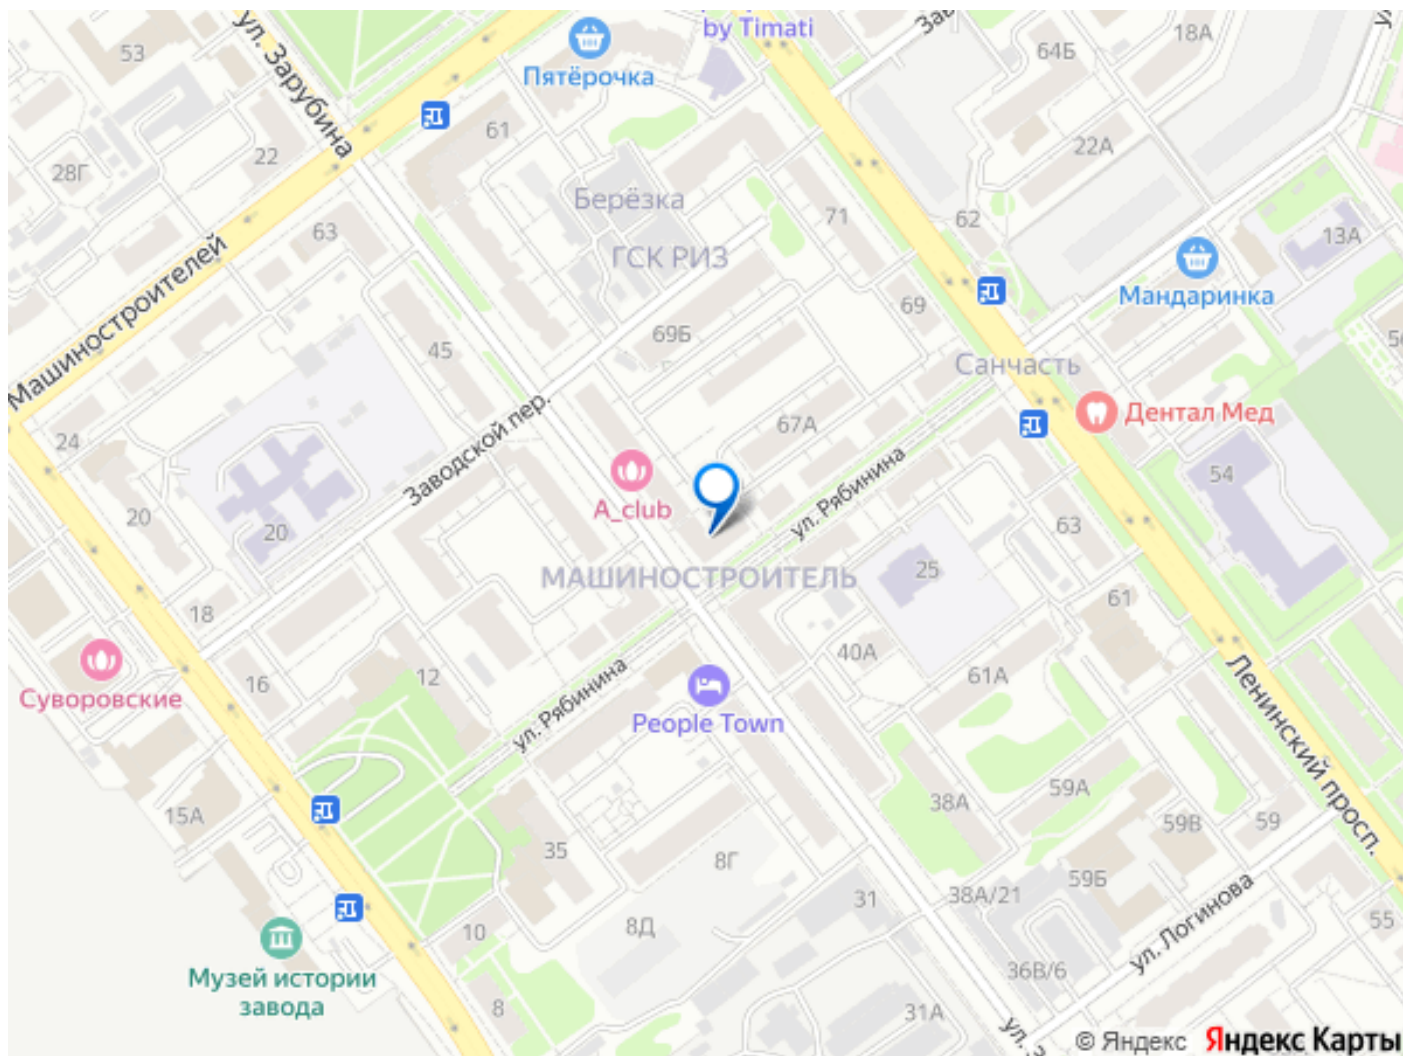 by Timati
Пятёрочка
53
ул. Зарубина
64Б
18А
61
22
28Г
22А
Берёзка
71
62
63
13А
ГСК РИЗ
Машиностроителей
Мандаринка
69
69Б
45
Санчасть
Заводской пер.
67А
Дентал Мед
24
A_club
ул. Рябинина
54
20
20
63
МАШИНОСТРОИТЕЛЬ
25
61
18
40А
Суворовские
16
12
61А
People Town
ул. Рябинина
Ленинский просп.
15А
38А
59А
59В
59
35
8Г
59Б
31
38А/21
ул. Логинова
10
8Д
55
Музей истории
завода
36В/6
8
31А
© Яндекс Яндекс Карты